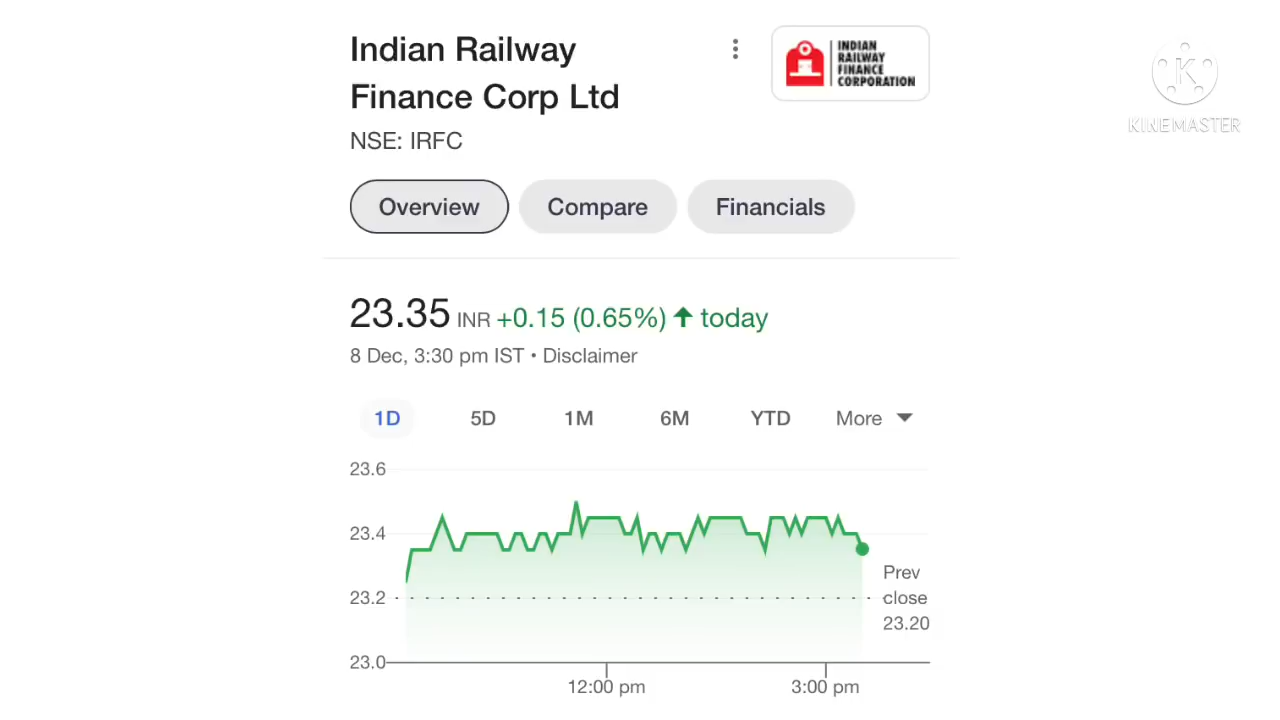 Indian Railway
Finance Corp Ltd
NSE: IRFC
INDIAN
RAILWAY
FINANCE
CORPORATION
K
KINEMASTER
Overview Compare Financials
23.35 INR +0.15 (0.65%) ↑ today
8 Dec, 3:30 pm IST • Disclaimer
1D 5D 1M 6M YTD More
23.6
23.4
23.2
23.0
Prev
close
23.20
12:00 pm 3:00 pm